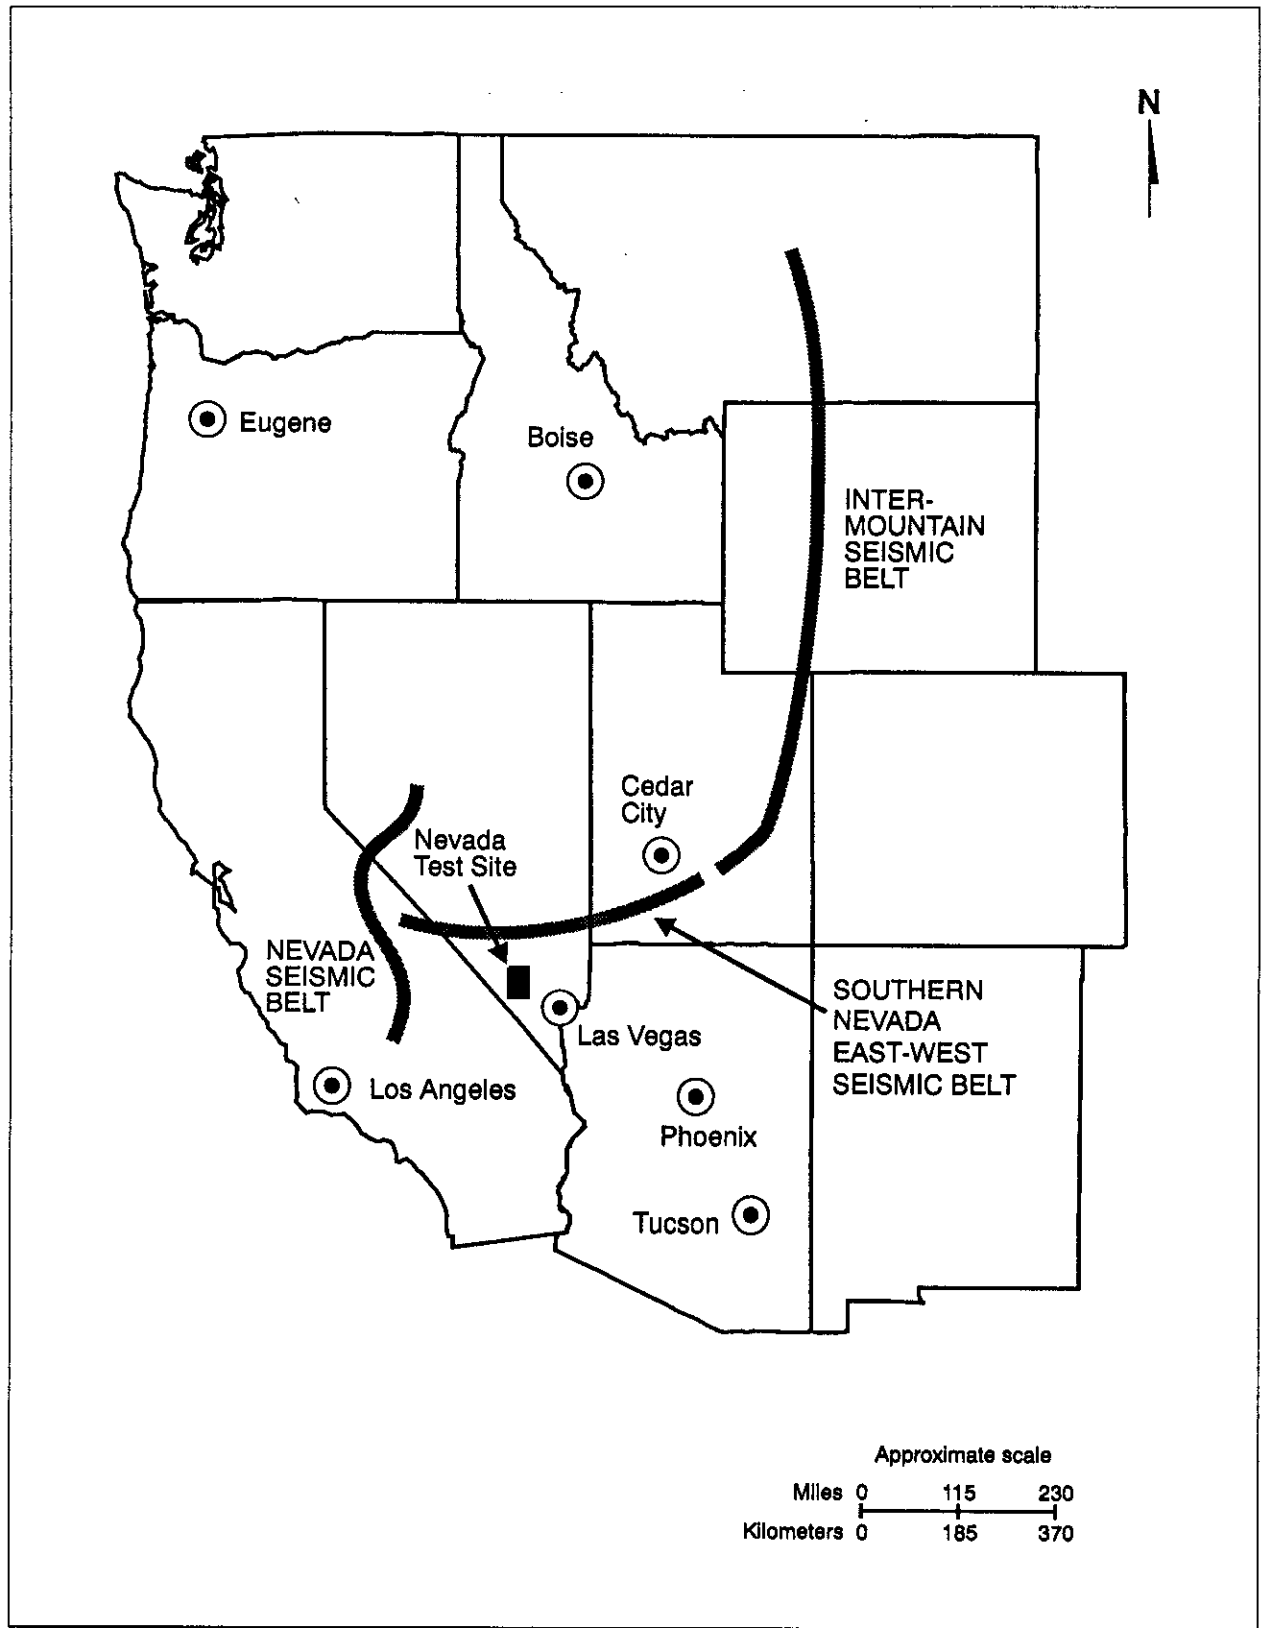 N
Eugene
Boise
INTER-
MOUNTAIN
SEISMIC
BELT
Cedar
City
Nevada
Test Site
NEVADA
SEISMIC
BELT
Las Vegas
SOUTHERN
NEVADA
EAST-WEST
SEISMIC BELT
Los Angeles
Phoenix
Tucson
Approximate scale
Miles 0 115 230
Kilometers 0 185 370